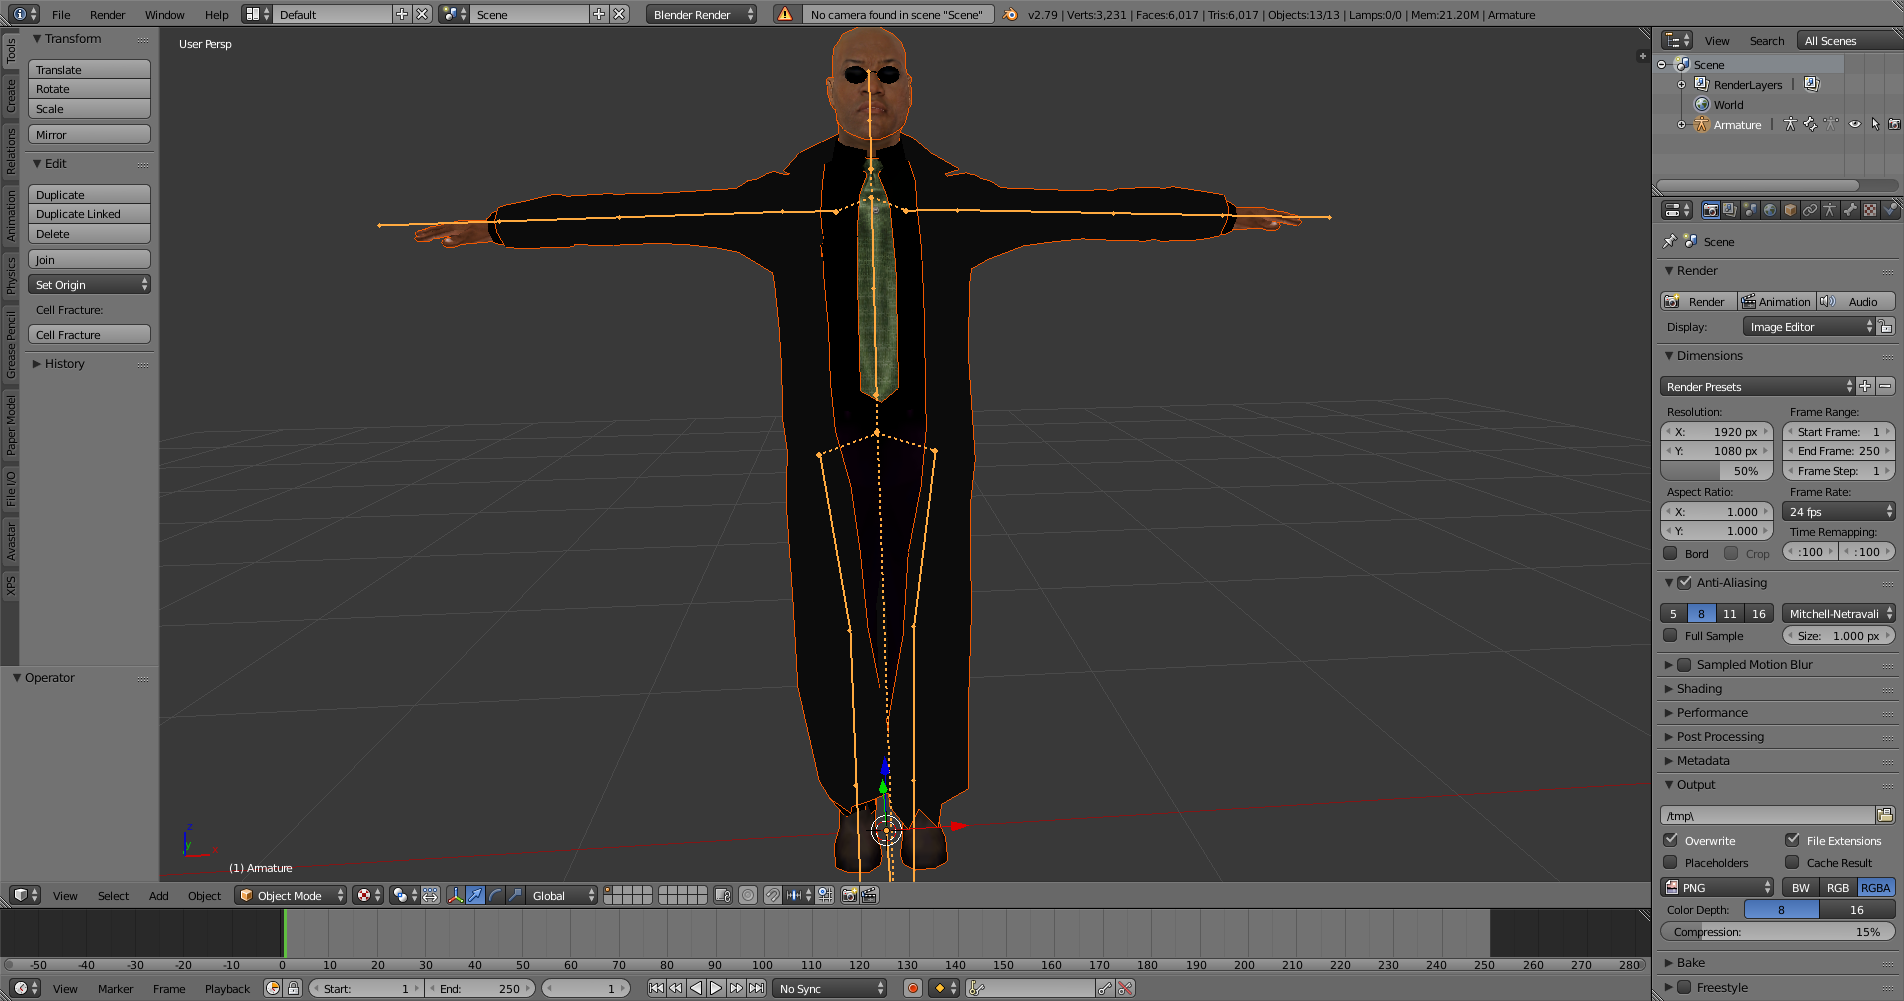 File Render Window Help Default Scene Blender Render No camera found in scene "Scene" v2.79 | Verts:3,231 | Faces:6,017 | Tris:6,017 | Objects:13/13 | Lamps:0/0 | Mem:21.20M | Armature
Tools
Create
Relations
Animation
Physics
Grease Pencil
Paper Model
File I/O
Avastar
XPS
Transform
Translate
Rotate
Scale
Mirror
Edit
Duplicate
Duplicate Linked
Delete
Join
Set Origin
Cell Fracture:
Cell Fracture
History
Operator
User Persp
z
y
(1) Armature
View Select Add Object Object Mode Global
-50 -40 -30 -20 -10 0 10 20 30 40 50 60 70 80 90 100 110 120 130 140 150 160 170 180 190 200 210 220 230 240 250 260 270 280
View Marker Frame Playback Start: 1 End: 250 1 No Sync
View Search All Scenes
Scene
RenderLayers |
World
Armature |
Scene
Render
Render Animation Audio
Display: Image Editor
Dimensions
Render Presets
Resolution: Frame Range:
X: 1920 px Start Frame: 1
Y: 1080 px End Frame: 250
50% Frame Step: 1
Aspect Ratio: Frame Rate:
X: 1.000 24 fps
Y: 1.000 Time Remapping:
Bord Crop :100 :100
Anti-Aliasing
5 8 11 16 Mitchell-Netravali
Full Sample Size: 1.000 px
Sampled Motion Blur
Shading
Performance
Post Processing
Metadata
Output
/tmp\
Overwrite File Extensions
Placeholders Cache Result
PNG BW RGB RGBA
Color Depth: 8 16
Compression: 15%
Bake
Freestyle